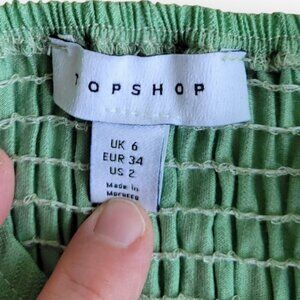 TOPSHOP
UK 6
EUR 34
US 2
Made in
Morocco